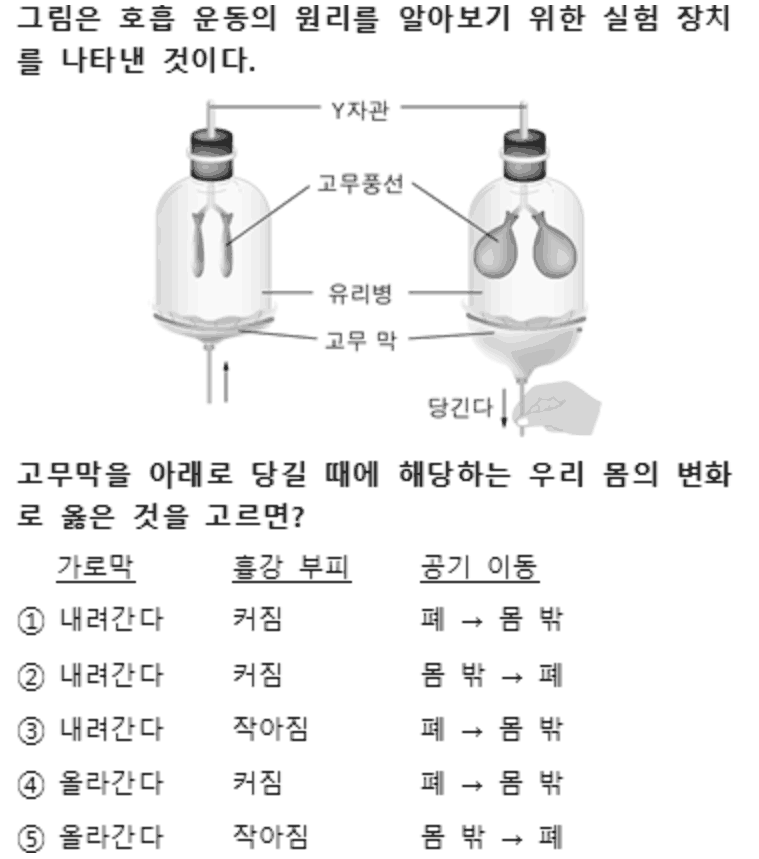 그림은 호흡 운동의 원리를 알아보기 위한 실험 장치
를 나타낸 것이다.
Y자관
고무풍선
유리병
고무 막
당긴다
고무막을 아래로 당길 때에 해당하는 우리 몸의 변화
로 옳은 것을 고르면?
가로막 흉강 부피 공기 이동
① 내려간다 커짐 폐 → 몸 밖
② 내려간다 커짐 몸 밖 → 폐
③ 내려간다 작아짐 폐 → 몸 밖
④ 올라간다 커짐 폐 → 몸 밖
⑤ 올라간다 작아짐 몸 밖 → 폐